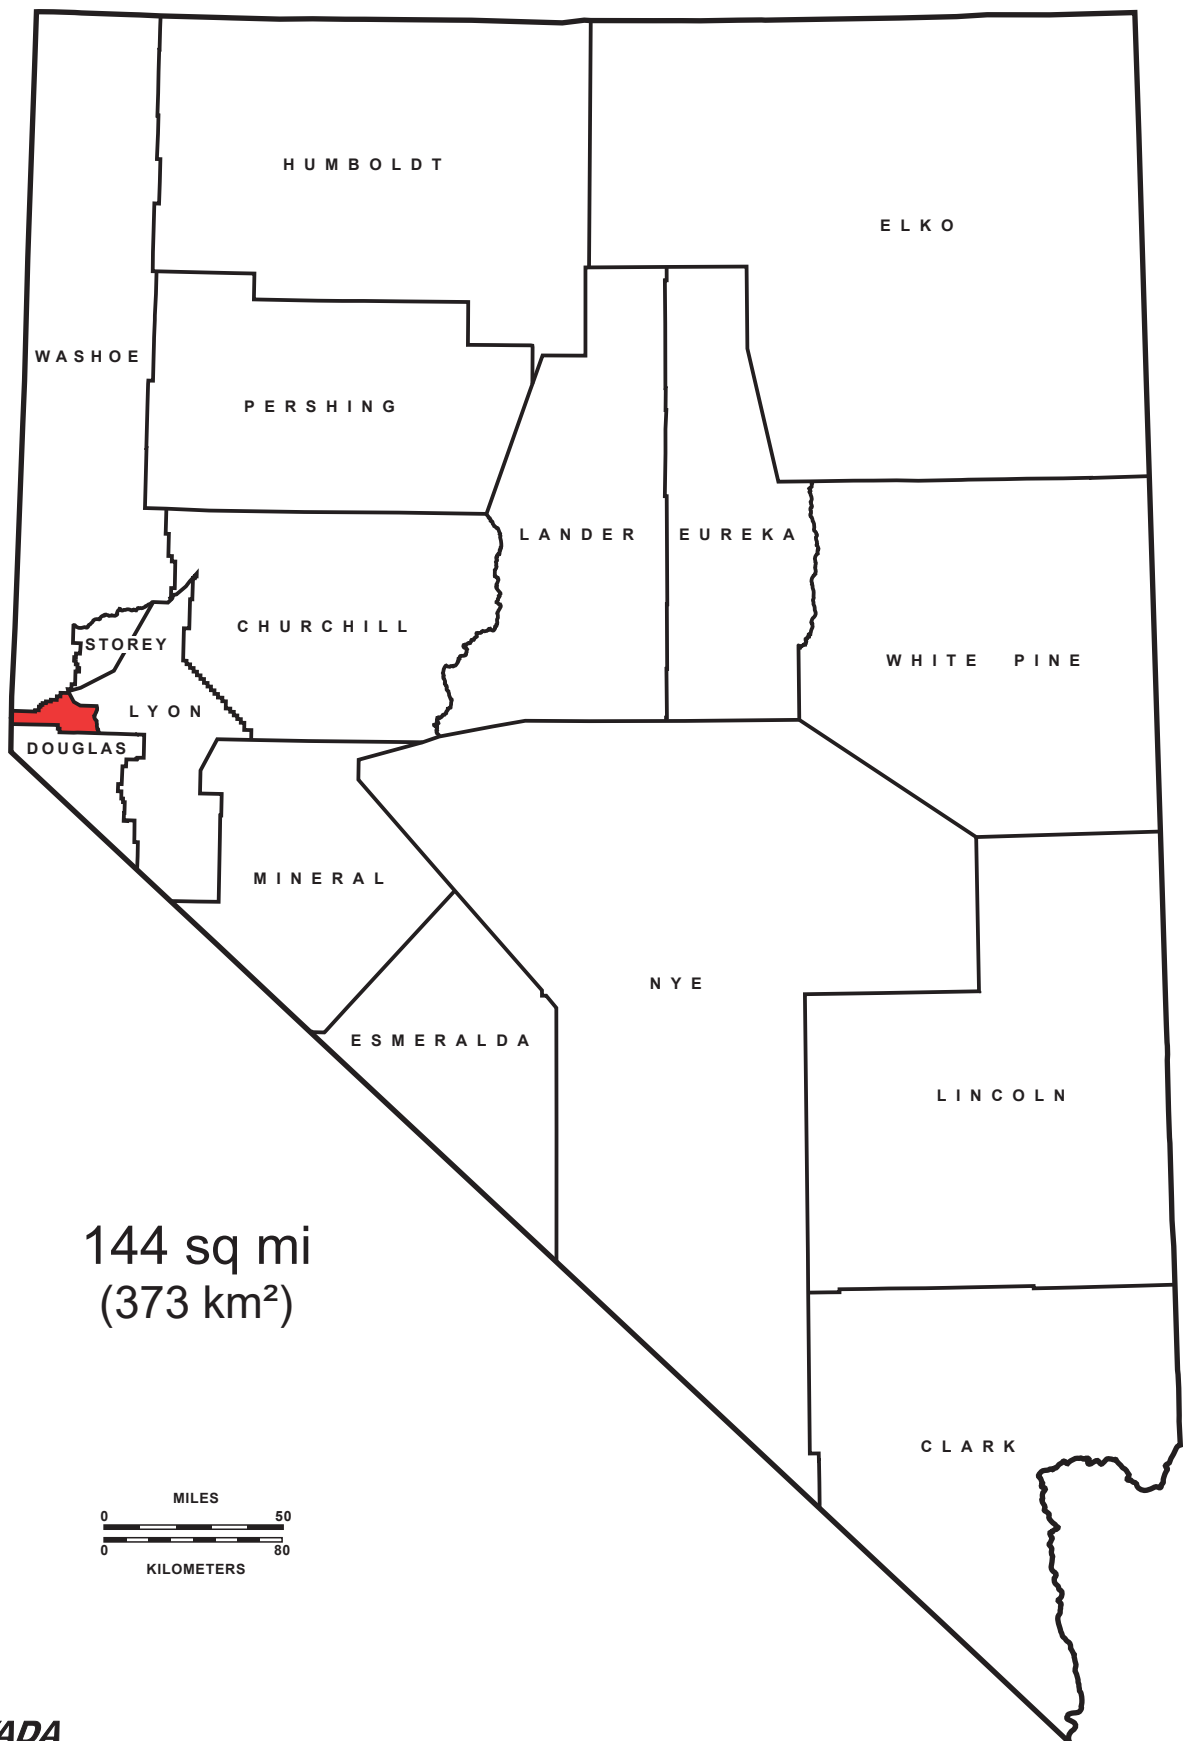 HUMBOLDT
ELKO
WASHOE
PERSHING
LANDER
EUREKA
CHURCHILL
STOREY
WHITE PINE
LYON
DOUGLAS
MINERAL
NYE
ESMERALDA
LINCOLN
144 sq mi
(373 km²)
CLARK
MILES
0 50
0 80
KILOMETERS